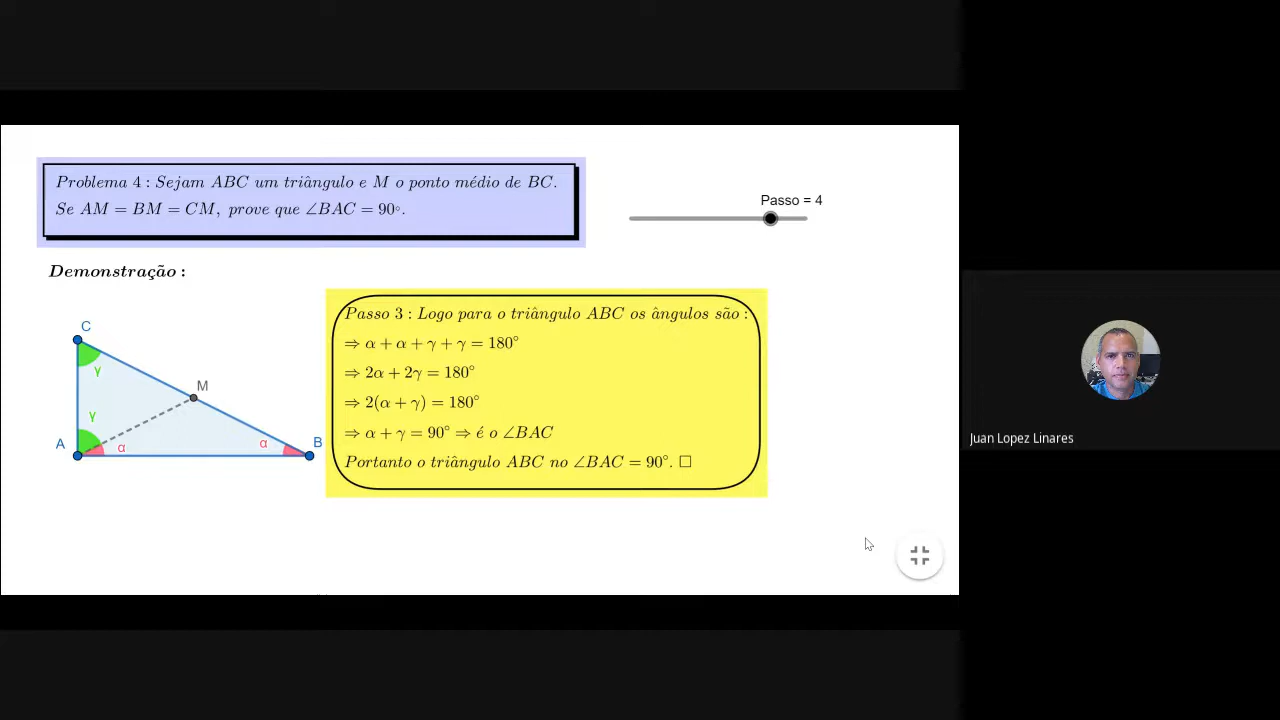 Problema 4 : Sejam ABC um triângulo e M o ponto médio de BC.
Se AM = BM = CM, prove que ∠BAC = 90°.
Passo = 4
Demonstração :
Passo 3 : Logo para o triângulo ABC os ângulos são :
⇒ α + α + γ + γ = 180°
⇒ 2α + 2γ = 180°
⇒ 2(α + γ) = 180°
⇒ α + γ = 90° ⇒ é o ∠BAC
Portanto o triângulo ABC no ∠BAC = 90°. □
C
γ
M
γ
A
α
α
B
Juan Lopez Linares